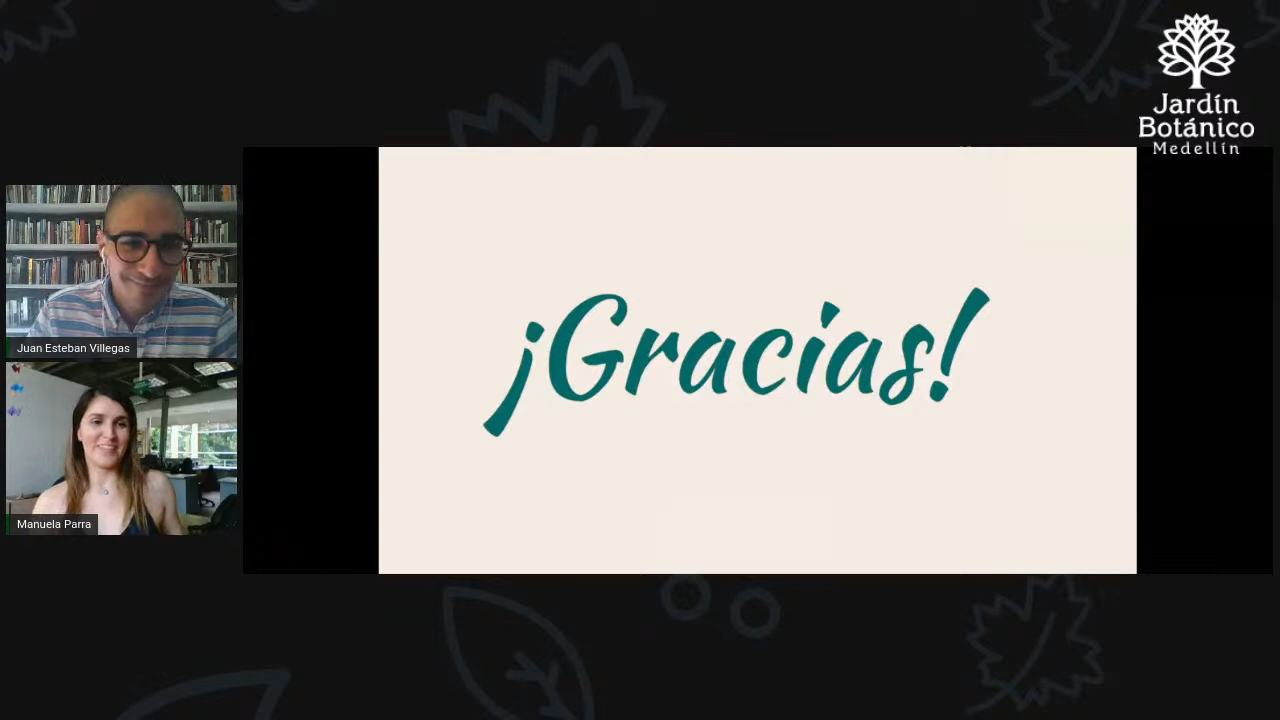 Jardín
Botánico
Medellín
Juan Esteban Villegas
Manuela Parra
¡Gracias!